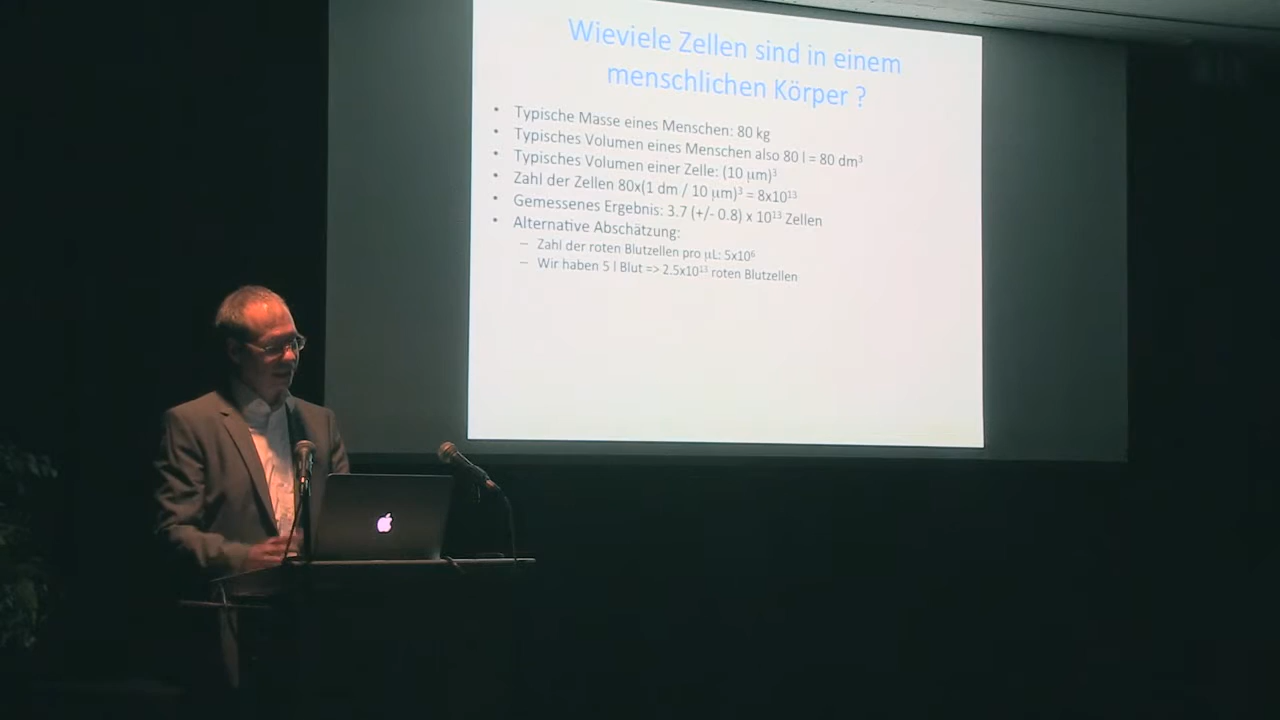 Wieviele Zellen sind in einem
menschlichen Körper ?
• Typische Masse eines Menschen: 80 kg
• Typisches Volumen eines Menschen also 80 l = 80 dm³
• Typisches Volumen einer Zelle: (10 μm)³
• Zahl der Zellen 80x(1 dm / 10 μm)³ = 8x10¹³
• Gemessenes Ergebnis: 3.7 (+/- 0.8) x 10¹³ Zellen
• Alternative Abschätzung:
– Zahl der roten Blutzellen pro μL: 5x10⁶
– Wir haben 5 l Blut => 2.5x10¹³ roten Blutzellen